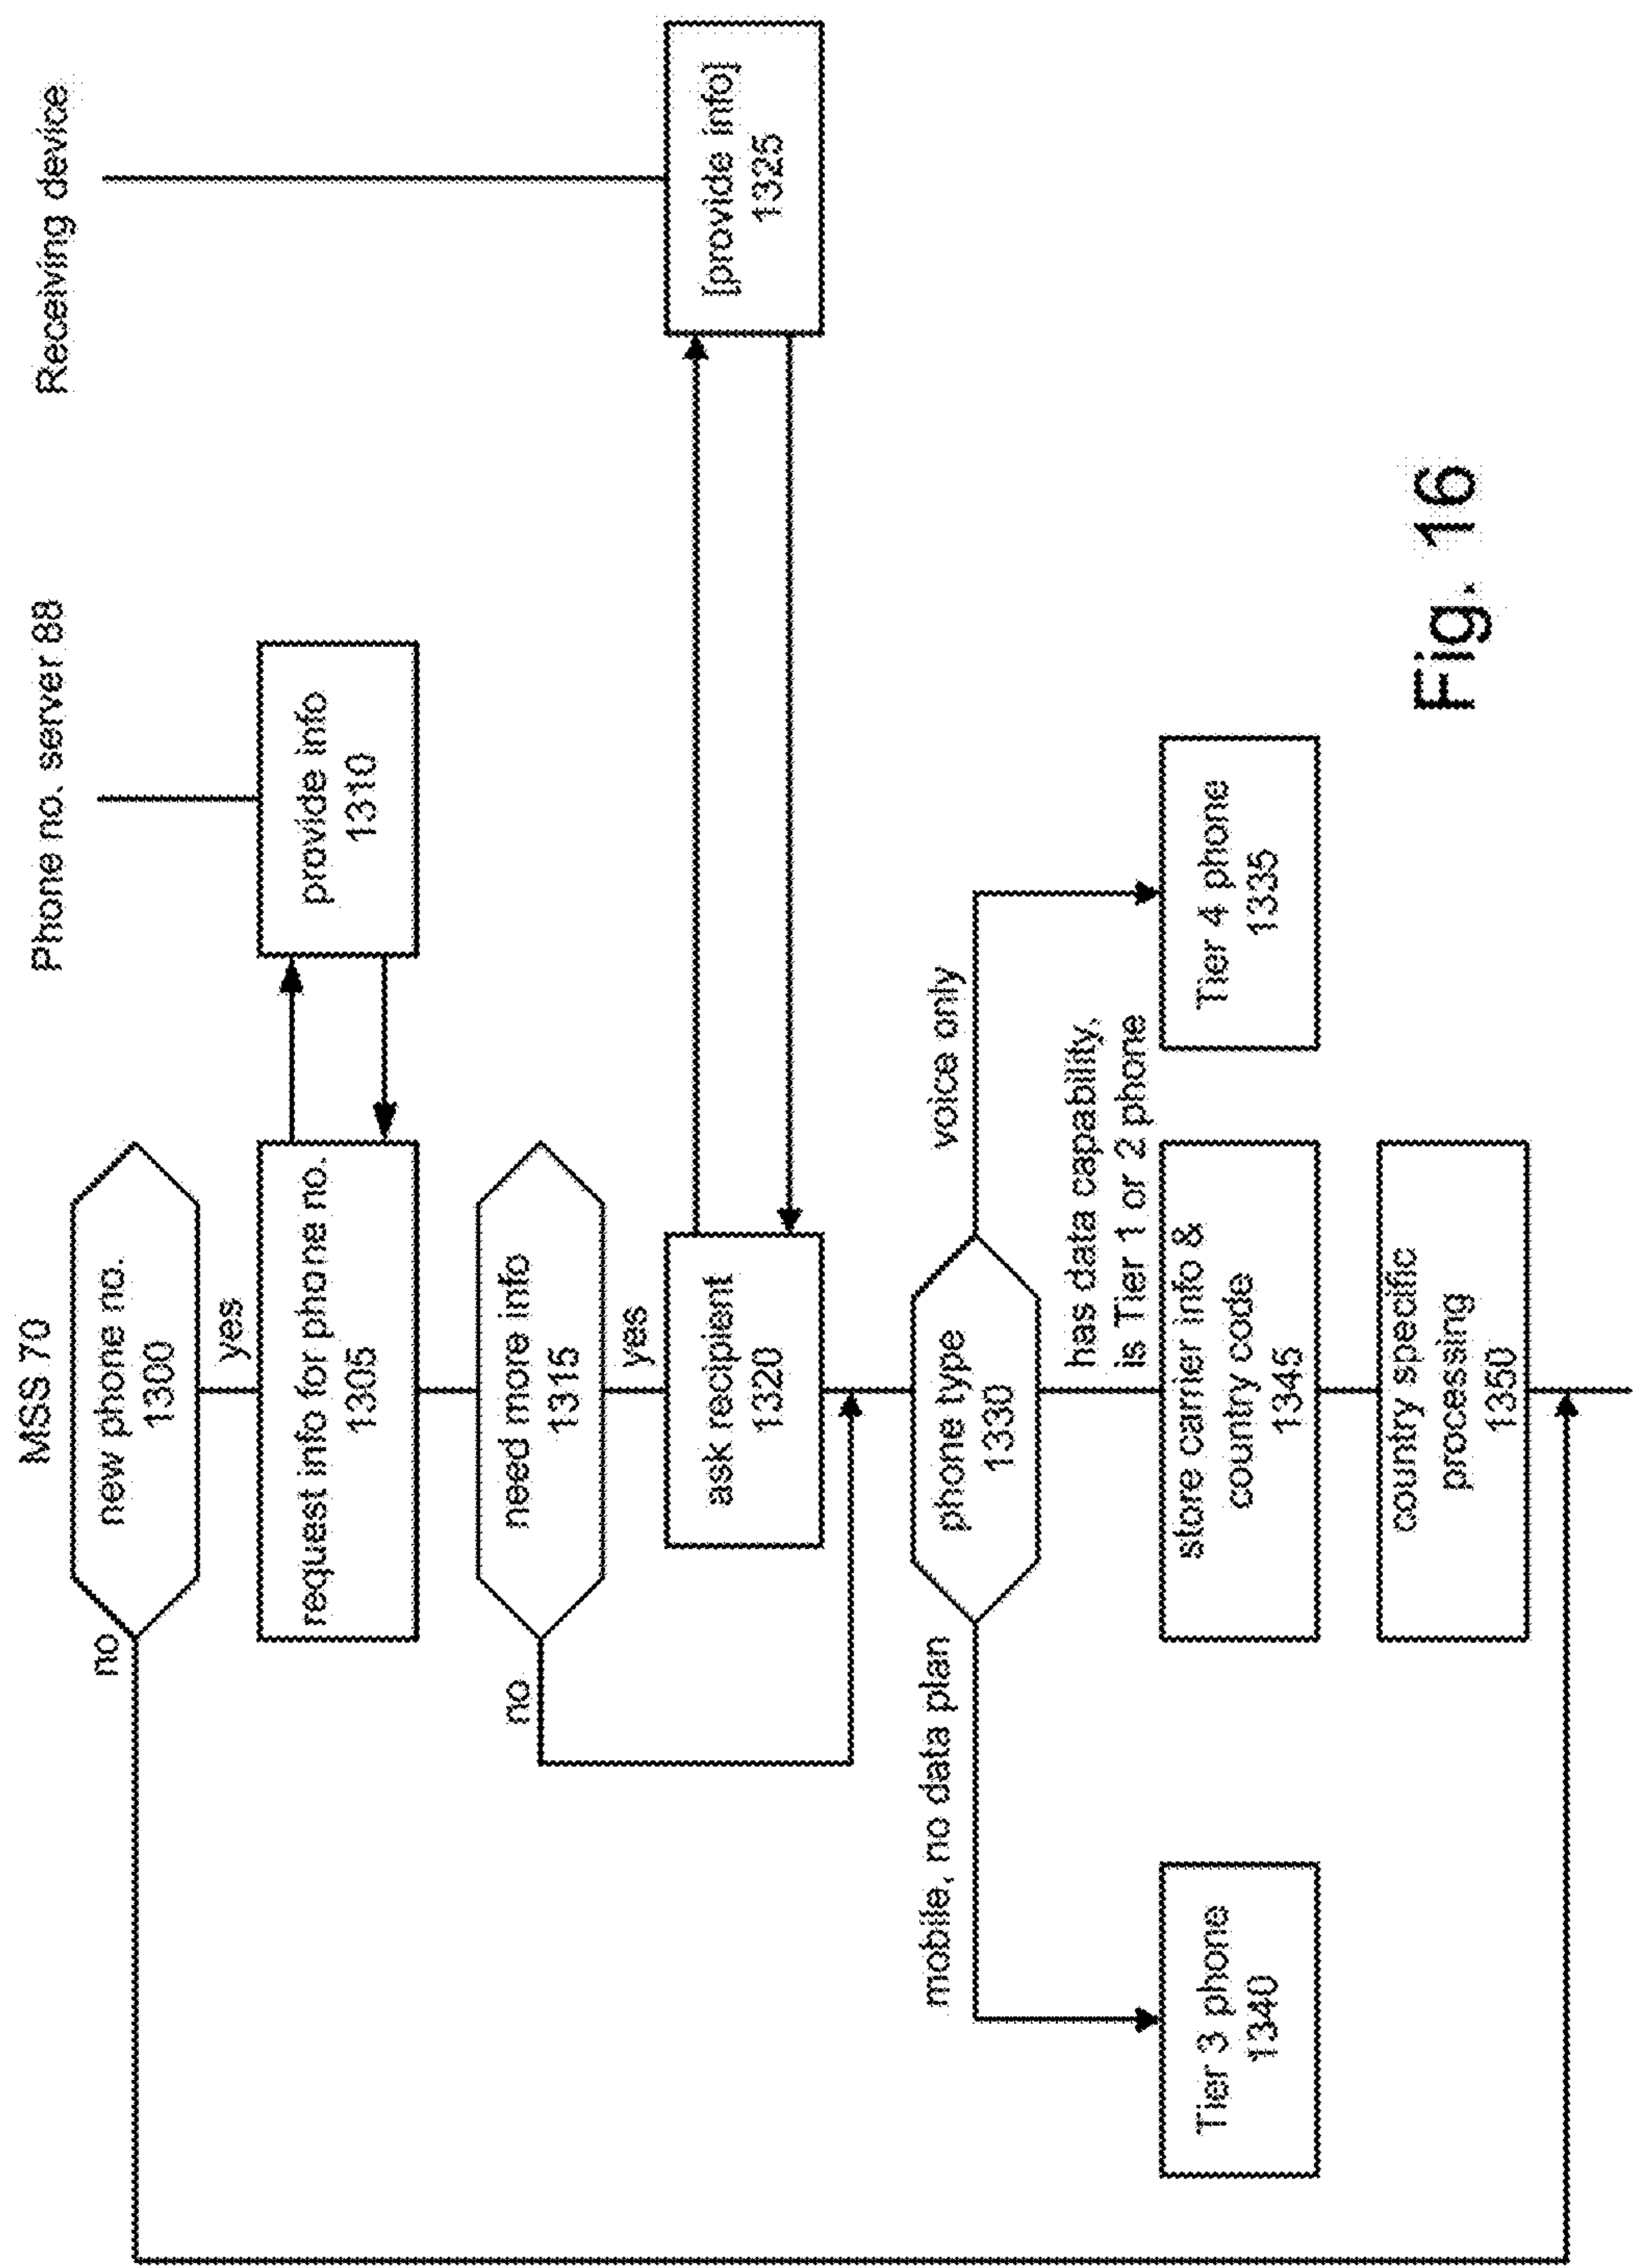 MSS 70
Phone no. server 88
Receiving device
new phone no.
1300
no
yes
request info for phone no.
1305
provide info
1310
need more info
1315
no
yes
ask recipient
1320
[provide info]
1325
phone type
1330
mobile, no data plan
voice only
has data capability,
is Tier 1 or 2 phone
Tier 3 phone
1340
store carrier info &
country code
1345
Tier 4 phone
1335
country specific
processing
1350
Fig. 16